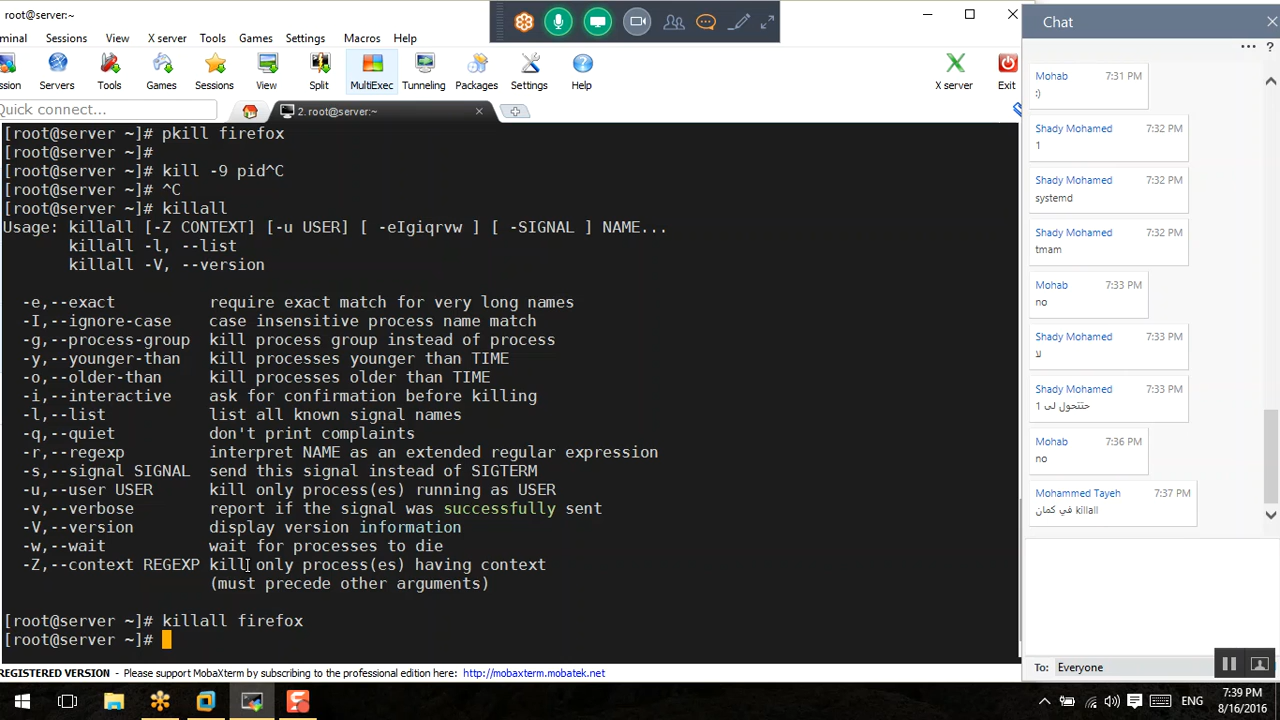 root@server:~
minal Sessions View X server Tools Games Settings Macros Help
ssion Servers Tools Games Sessions View Split MultiExec Tunneling Packages Settings Help X server Exit
Quick connect...
2. root@server:~
[root@server ~]# pkill firefox
[root@server ~]#
[root@server ~]# kill -9 pid^C
[root@server ~]# ^C
[root@server ~]# killall
Usage: killall [-Z CONTEXT] [-u USER] [ -eIgiqrvw ] [ -SIGNAL ] NAME...
killall -l, --list
killall -V, --version
-e,--exact require exact match for very long names
-I,--ignore-case case insensitive process name match
-g,--process-group kill process group instead of process
-y,--younger-than kill processes younger than TIME
-o,--older-than kill processes older than TIME
-i,--interactive ask for confirmation before killing
-l,--list list all known signal names
-q,--quiet don't print complaints
-r,--regexp interpret NAME as an extended regular expression
-s,--signal SIGNAL send this signal instead of SIGTERM
-u,--user USER kill only process(es) running as USER
-v,--verbose report if the signal was successfully sent
-V,--version display version information
-w,--wait wait for processes to die
-Z,--context REGEXP kill only process(es) having context
(must precede other arguments)
[root@server ~]# killall firefox
[root@server ~]#
REGISTERED VERSION - Please support MobaXterm by subscribing to the professional edition here: http://mobaxterm.mobatek.net
Chat
Mohab 7:31 PM
:)
Shady Mohamed 7:32 PM
1
Shady Mohamed 7:32 PM
systemd
Shady Mohamed 7:32 PM
tmam
Mohab 7:33 PM
no
Shady Mohamed 7:33 PM
لا
Shady Mohamed 7:33 PM
حتتحول لى 1
Mohab 7:36 PM
no
Mohammed Tayeh 7:37 PM
في كمان killall
To: Everyone
ENG
7:39 PM
8/16/2016